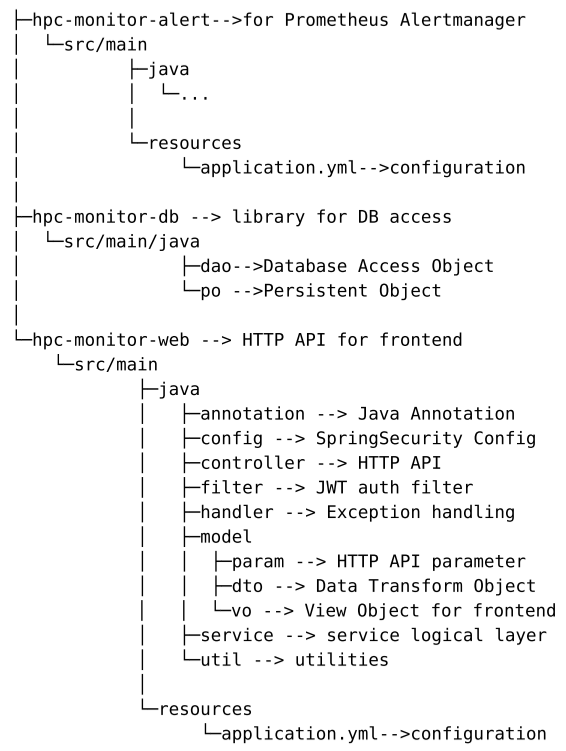 ├─hpc-monitor-alert-->for Prometheus Alertmanager
│  └─src/main
│          ├─java
│          │  └─...
│          │
│          └─resources
│               └─application.yml-->configuration
│
├─hpc-monitor-db --> library for DB access
│  └─src/main/java
│               ├─dao-->Database Access Object
│               └─po -->Persistent Object
│
└─hpc-monitor-web --> HTTP API for frontend
    └─src/main
            ├─java
            │   ├─annotation --> Java Annotation
            │   ├─config --> SpringSecurity Config
            │   ├─controller --> HTTP API
            │   ├─filter --> JWT auth filter
            │   ├─handler --> Exception handling
            │   ├─model
            │   │  ├─param --> HTTP API parameter
            │   │  ├─dto --> Data Transform Object
            │   │  └─vo --> View Object for frontend
            │   ├─service --> service logical layer
            │   └─util --> utilities
            │
            └─resources
                  └─application.yml-->configuration